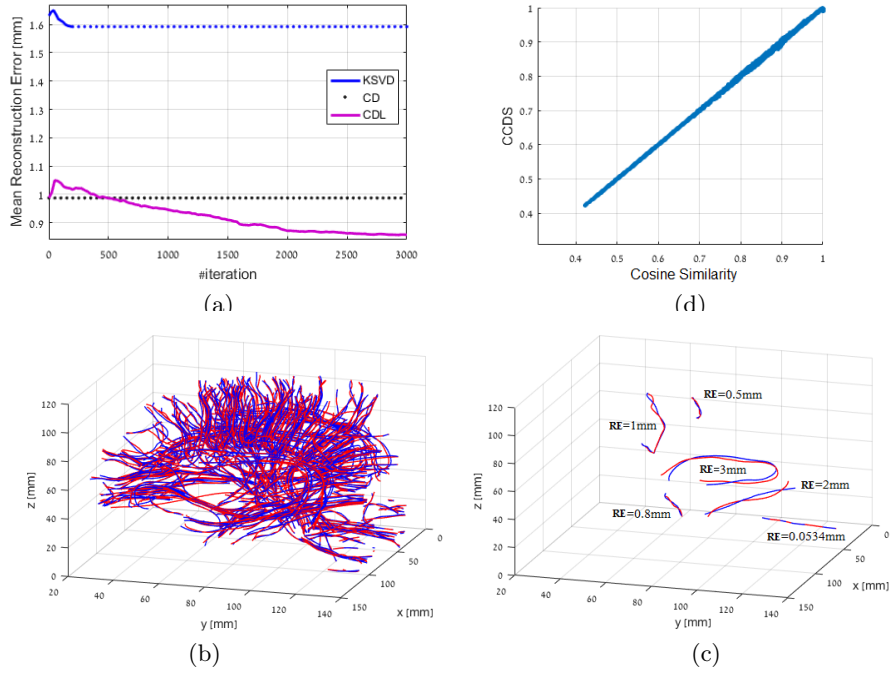 Mean Reconstruction Error [mm]
1.6
1.5
1.4
1.3
1.2
1.1
1
0.9
KSVD
CD
CDL
0 500 1000 1500 2000 2500 3000
#iteration
(a)
CCDS
1
0.9
0.8
0.7
0.6
0.5
0.4
0.4 0.5 0.6 0.7 0.8 0.9 1
Cosine Similarity
(d)
z [mm]
120
100
80
60
40
20
0
20 40 60 80 100 120 140
y [mm]
150 100 50 0
x [mm]
(b)
z [mm]
120
100
80
60
40
20
0
RE=0.5mm
RE=1mm
RE=3mm
RE=2mm
RE=0.8mm
RE=0.0534mm
20 40 60 80 100 120 140
y [mm]
150 100 50 0
x [mm]
(c)